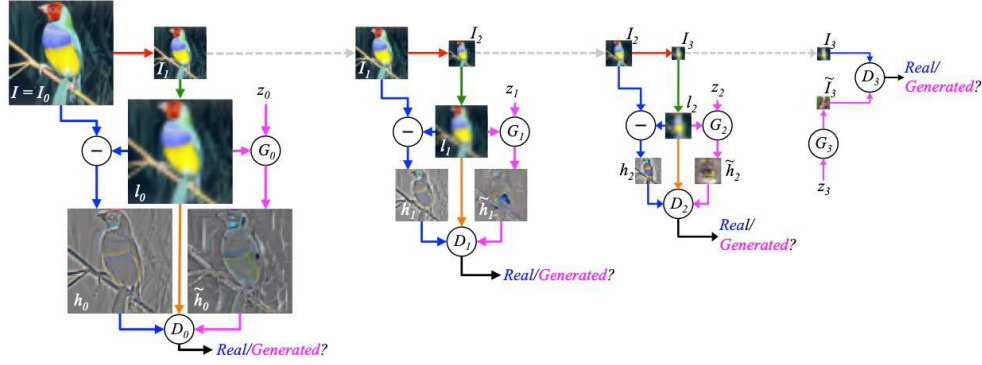 I = I₀
I₁
z₀
−
G₀
l₀
h₀
h̃₀
D₀
Real/Generated?
I₁
I₂
z₁
−
G₁
l₁
h₁
h̃₁
D₁
Real/Generated?
I₂
I₃
z₂
−
l₂
G₂
h₂
h̃₂
D₂
Real/
Generated?
I₃
Ĩ₃
D₃
Real/
Generated?
G₃
z₃